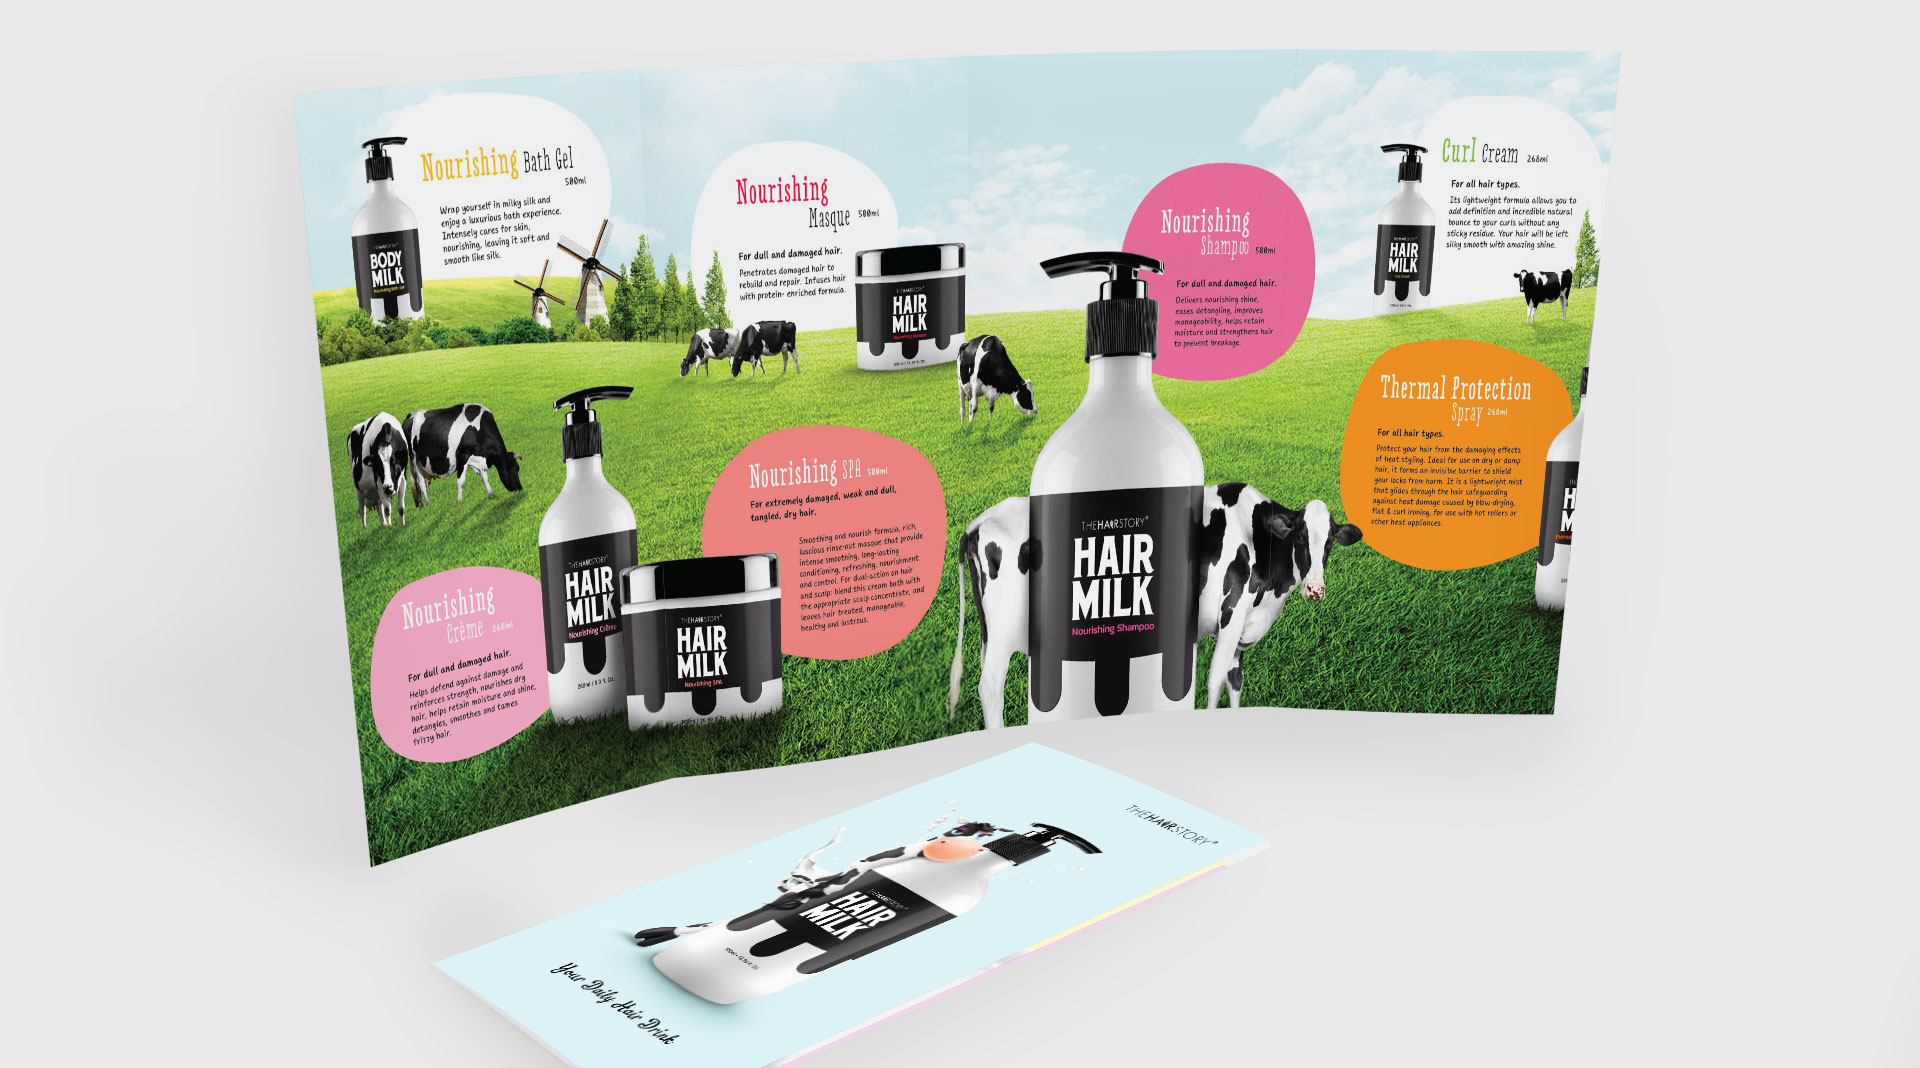 Nourishing Bath Gel
500ml
Wrap yourself in milky silk and
enjoy a luxurious bath experience.
Intensely cares for skin,
nourishing, leaving it soft and
smooth like silk.
THEHAIRSTORY®
BODY
MILK
Nourishing Bath Gel
Nourishing
Masque 500ml
For dull and damaged hair.
Penetrates damaged hair to
rebuild and repair. Infuses hair
with protein- enriched formula.
THEHAIRSTORY®
HAIR
MILK
Nourishing Masque
Nourishing
Shampoo 500ml
For dull and damaged hair.
Delivers nourishing shine,
eases detangling, improves
manageability, helps retain
moisture and strengthens hair
to prevent breakage.
THEHAIRSTORY®
HAIR
MILK
Nourishing Shampoo
Curl Cream 268ml
For all hair types.
Its lightweight formula allows you to
add definition and incredible natural
bounce to your curls without any
sticky residue. Your hair will be left
silky smooth with amazing shine.
HAIR
MILK
Curl Cream
Thermal Protection
Spray 268ml
For all hair types.
Protect your hair from the damaging effects
of heat styling. Ideal for use on dry or damp
hair, it forms an invisible barrier to shield
your locks from harm. It is a lightweight mist
that glides through the hair safeguarding
against heat damage caused by blow-drying,
flat & curl ironing, for use with hot rollers or
other heat appliances.
Nourishing SPA 500ml
For extremely damaged, weak and dull,
tangled, dry hair.
Smoothing and nourish formula, rich,
luscious rinse-out masque that provide
intense smoothing, long-lasting
conditioning, refreshing, nourishment
and control. For dual-action on hair
and scalp: blend this cream bath with
the appropriate scalp concentrate, and
leaves hair treated, manageable,
healthy and lustrous.
THEHAIRSTORY®
HAIR
MILK
Nourishing SPA
Nourishing
Crème 268ml
For dull and damaged hair.
Helps defend against damage and
reinforces strength, nourishes dry
hair, helps retain moisture and shine,
detangles, smoothes and tames
frizzy hair.
THEHAIRSTORY®
HAIR
MILK
Nourishing Crème
THEHAIRSTORY®
THEHAIRSTORY®
HAIR
MILK
Your Daily Hair Drink